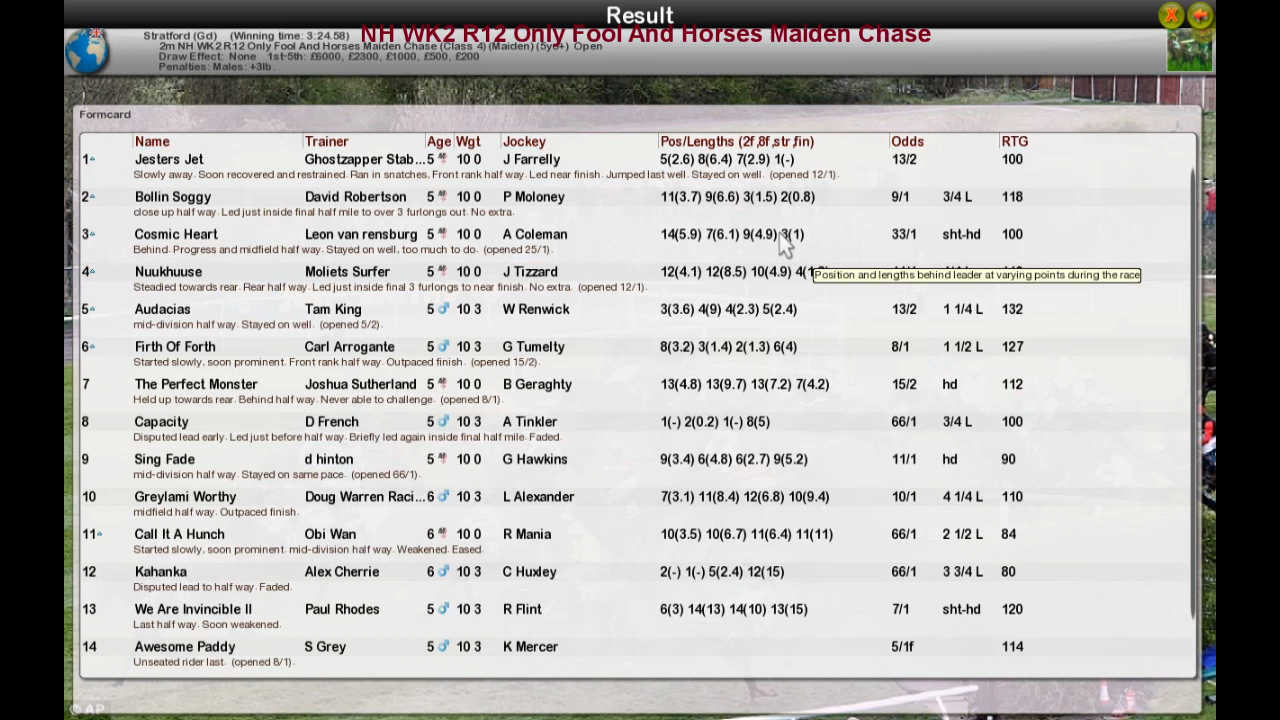 Result
NH WK2 R12 Only Fool And Horses Maiden Chase
Stratford (Gd) (Winning time: 3:24.58)
2m NH WK2 R12 Only Fool And Horses Maiden Chase (Class 4) (Maiden) (5yo+) Open
Draw Effect: None 1st-5th: £6000, £2300, £1000, £500, £200
Penalties: Males: +3lb.
Formcard
Name Trainer Age Wgt Jockey Pos/Lengths (2f,8f,str,fin) Odds RTG
1 Jesters Jet Ghostzapper Stab... 5 10 0 J Farrelly 5(2.6) 8(6.4) 7(2.9) 1(-) 13/2 100
Slowly away. Soon recovered and restrained. Ran in snatches, Front rank half way. Led near finish. Jumped last well. Stayed on well. (opened 12/1).
2 Bollin Soggy David Robertson 5 10 0 P Moloney 11(3.7) 9(6.6) 3(1.5) 2(0.8) 9/1 3/4 L 118
close up half way. Led just inside final half mile to over 3 furlongs out. No extra.
3 Cosmic Heart Leon van rensburg 5 10 0 A Coleman 14(5.9) 7(6.1) 9(4.9) 3(1) 33/1 sht-hd 100
Behind. Progress and midfield half way. Stayed on well, too much to do. (opened 25/1).
4 Nuukhuuse Moliets Surfer 5 10 0 J Tizzard 12(4.1) 12(8.5) 10(4.9)
Position and lengths behind leader at varying points during the race
Steadied towards rear. Rear half way. Led just inside final 3 furlongs to near finish. No extra. (opened 12/1).
5 Audacias Tam King 5 10 3 W Renwick 3(3.6) 4(9) 4(2.3) 5(2.4) 13/2 1 1/4 L 132
mid-division half way. Stayed on well. (opened 5/2).
6 Firth Of Forth Carl Arrogante 5 10 3 G Tumelty 8(3.2) 3(1.4) 2(1.3) 6(4) 8/1 1 1/2 L 127
Started slowly, soon prominent. Front rank half way. Outpaced finish. (opened 15/2).
7 The Perfect Monster Joshua Sutherland 5 10 0 B Geraghty 13(4.8) 13(9.7) 13(7.2) 7(4.2) 15/2 hd 112
Held up towards rear. Behind half way. Never able to challenge. (opened 8/1).
8 Capacity D French 5 10 3 A Tinkler 1(-) 2(0.2) 1(-) 8(5) 66/1 3/4 L 100
Disputed lead early. Led just before half way. Briefly led again inside final half mile. Faded.
9 Sing Fade d hinton 5 10 0 G Hawkins 9(3.4) 6(4.8) 6(2.7) 9(5.2) 11/1 hd 90
mid-division half way. Stayed on same pace. (opened 66/1).
10 Greylami Worthy Doug Warren Raci... 6 10 3 L Alexander 7(3.1) 11(8.4) 12(6.8) 10(9.4) 10/1 4 1/4 L 110
midfield half way. Outpaced finish.
11 Call It A Hunch Obi Wan 6 10 0 R Mania 10(3.5) 10(6.7) 11(6.4) 11(11) 66/1 2 1/2 L 84
Started slowly, soon prominent. mid-division half way. Weakened. Eased.
12 Kahanka Alex Cherrie 6 10 3 C Huxley 2(-) 1(-) 5(2.4) 12(15) 66/1 3 3/4 L 80
Disputed lead to half way. Faded.
13 We Are Invincible II Paul Rhodes 5 10 3 R Flint 6(3) 14(13) 14(10) 13(15) 7/1 sht-hd 120
Last half way. Soon weakened.
14 Awesome Paddy S Grey 5 10 3 K Mercer 5/1f 114
Unseated rider last. (opened 8/1).
© AP